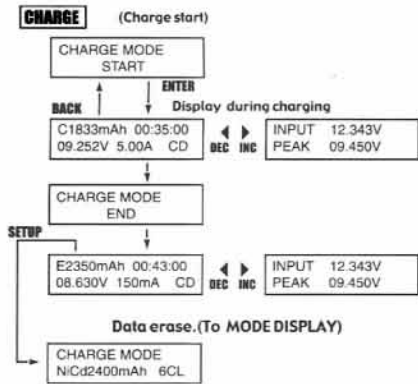 CHARGE (Charge start)
CHARGE MODE
START
ENTER
BACK
Display during charging
C1833mAh 00:35:00
09.252V 5.00A CD
DEC INC
INPUT 12.343V
PEAK 09.450V
CHARGE MODE
END
SETUP
E2350mAh 00:43:00
08.630V 150mA CD
DEC INC
INPUT 12.343V
PEAK 09.450V
Data erase.(To MODE DISPLAY)
CHARGE MODE
NiCd2400mAh 6CL